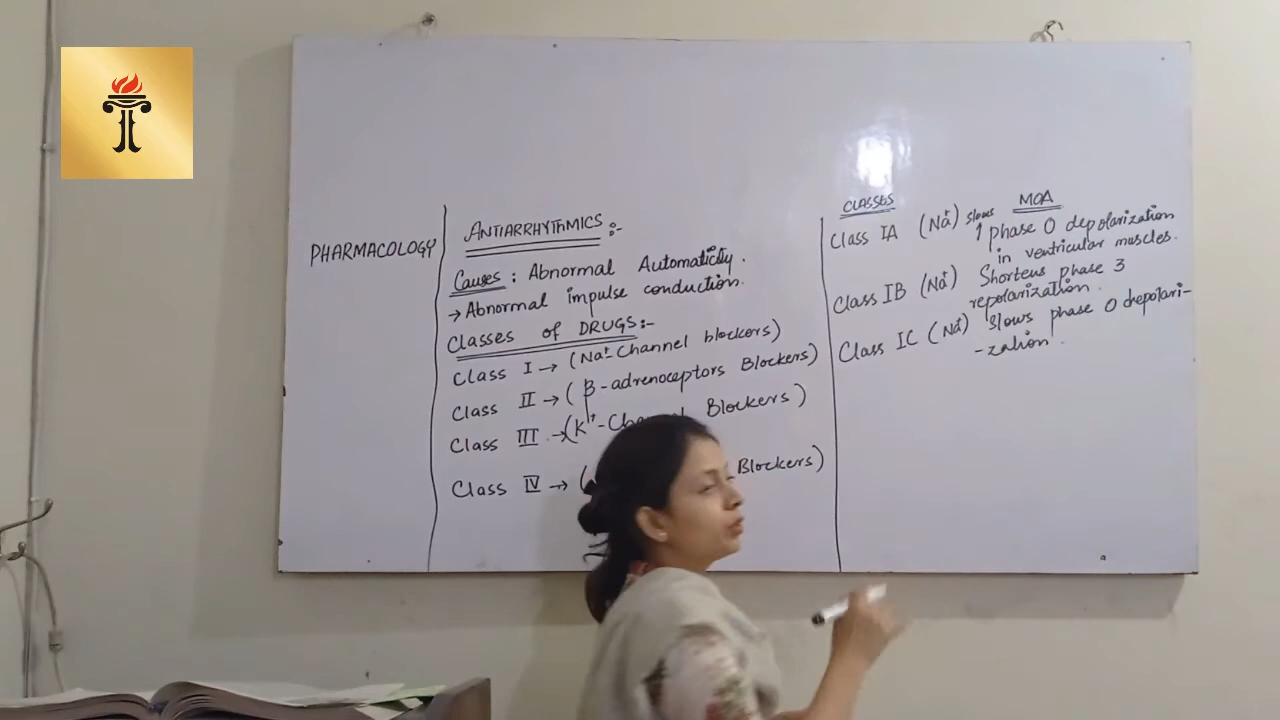 PHARMACOLOGY
ANTIARRHYTHMICS :-
Causes : Abnormal Automaticity.
→ Abnormal impulse conduction.
Classes of DRUGS :-
Class I → (Na⁺ Channel blockers)
Class II → ( β-adrenoceptors Blockers)
Class III → (K⁺- Blockers)
Class IV → ( Blockers)
CLASSES MOA
Class IA (Na⁺) slows
↑ phase 0 depolarization
in ventricular muscles.
Class IB (Na⁺) Shortens phase 3
repolarization.
Class IC (Na⁺) Slows phase 0 depolari-
-zation.